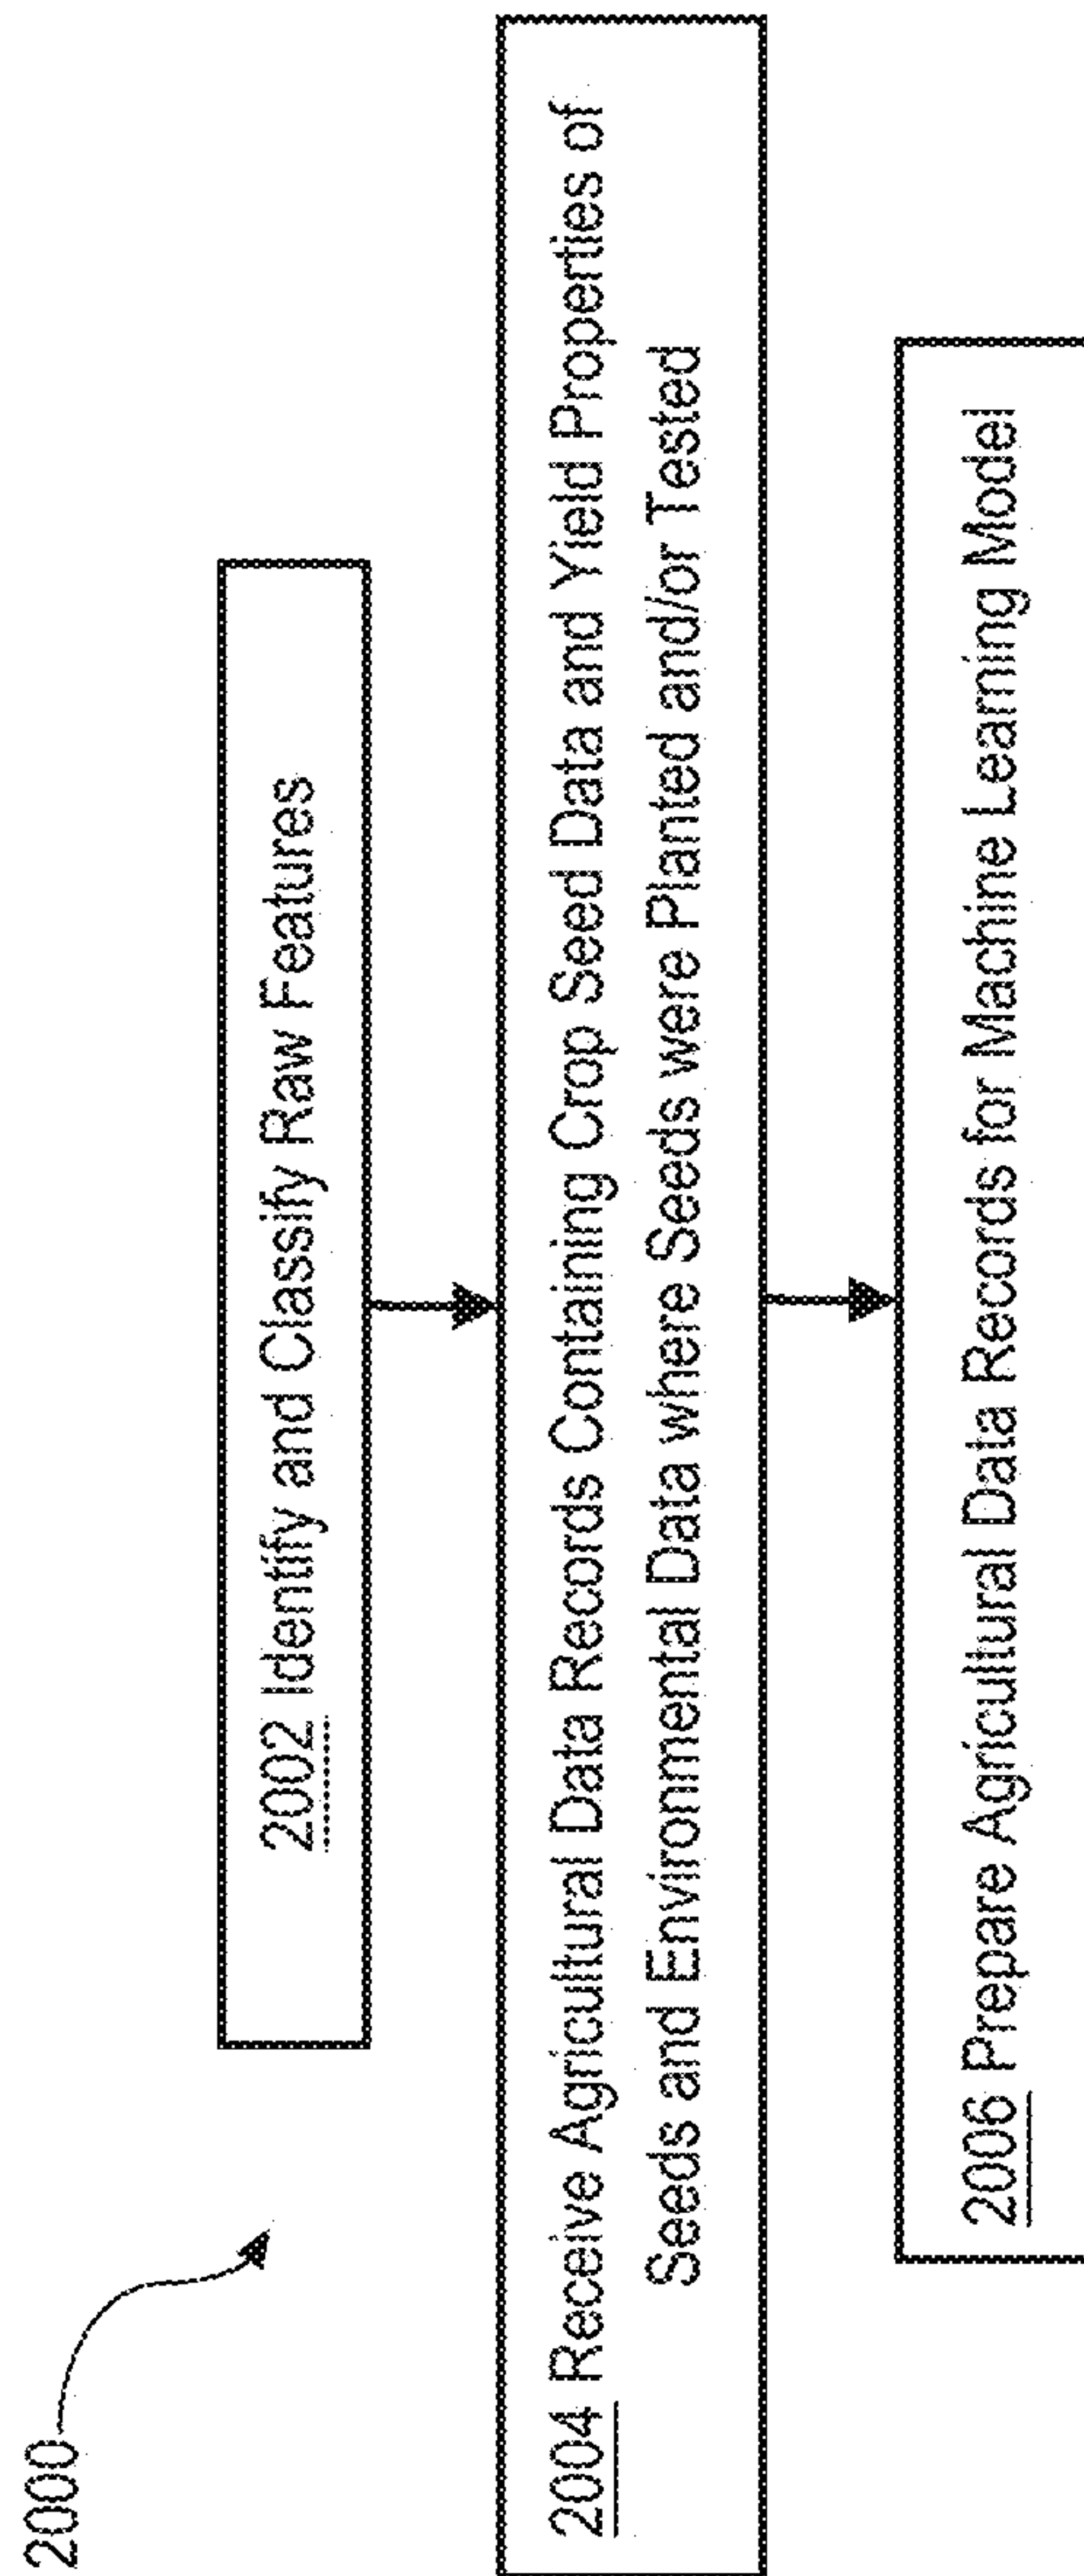 2000
2002 Identify and Classify Raw Features
2004 Receive Agricultural Data Records Containing Crop Seed Data and Yield Properties of
Seeds and Environmental Data where Seeds were Planted and/or Tested
2006 Prepare Agricultural Data Records for Machine Learning Model